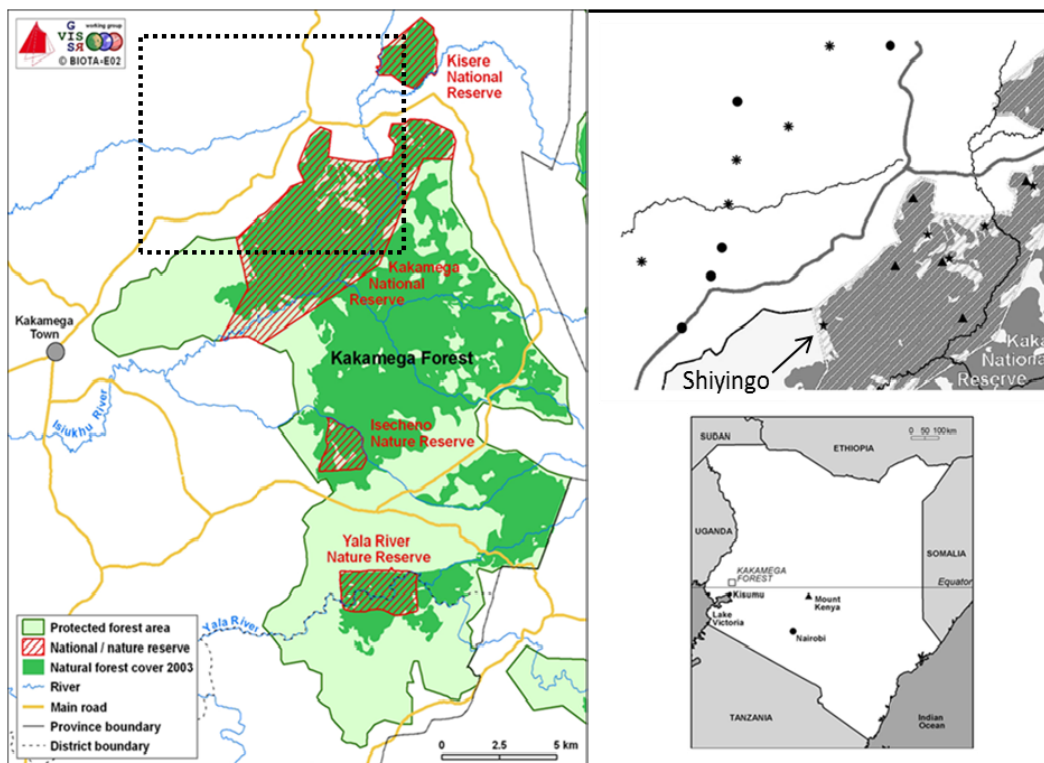 G
VISS
SR
working group
© BIOTA-E02
Kisere
National
Reserve
Kakamega
National
Reserve
Kakamega
Town
Kakamega Forest
Isiukhu River
Isecheno
Nature Reserve
Yala River
Nature Reserve
Yala River
Protected forest area
National / nature reserve
Natural forest cover 2003
River
Main road
Province boundary
District boundary
0 2.5 5 km
Shiyingo
Kaka
Nationa
Reserve
SUDAN
ETHIOPIA
0 50 100 km
UGANDA
SOMALIA
KAKAMEGA
FOREST
Equator
Kisumu
Mount
Kenya
Lake
Victoria
Nairobi
TANZANIA
Indian
Ocean